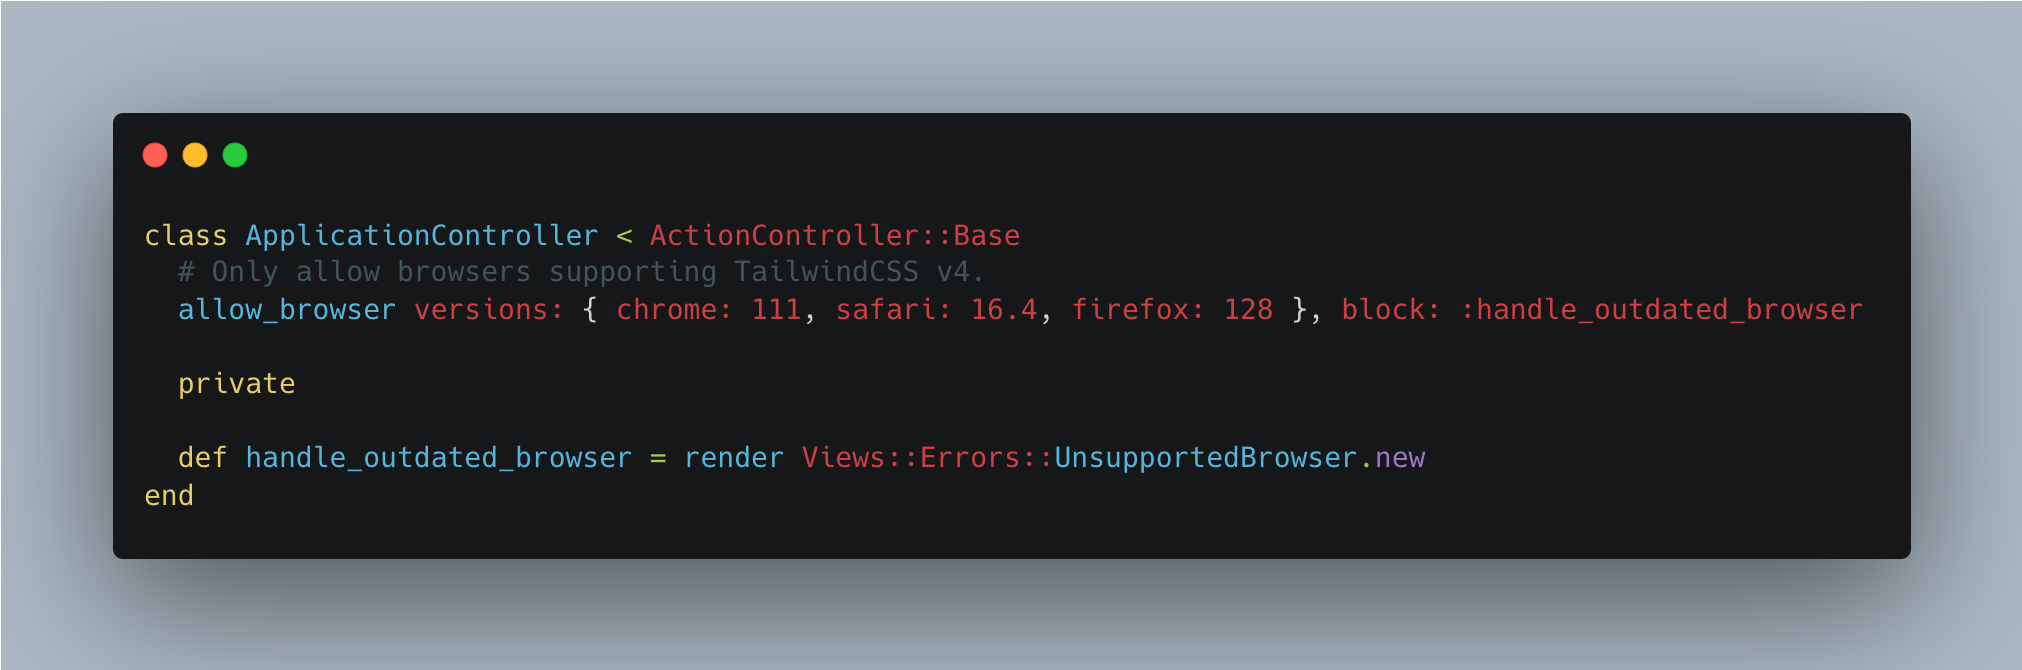 class ApplicationController < ActionController::Base
  # Only allow browsers supporting TailwindCSS v4.
  allow_browser versions: { chrome: 111, safari: 16.4, firefox: 128 }, block: :handle_outdated_browser
  private
  def handle_outdated_browser = render Views::Errors::UnsupportedBrowser.new
end